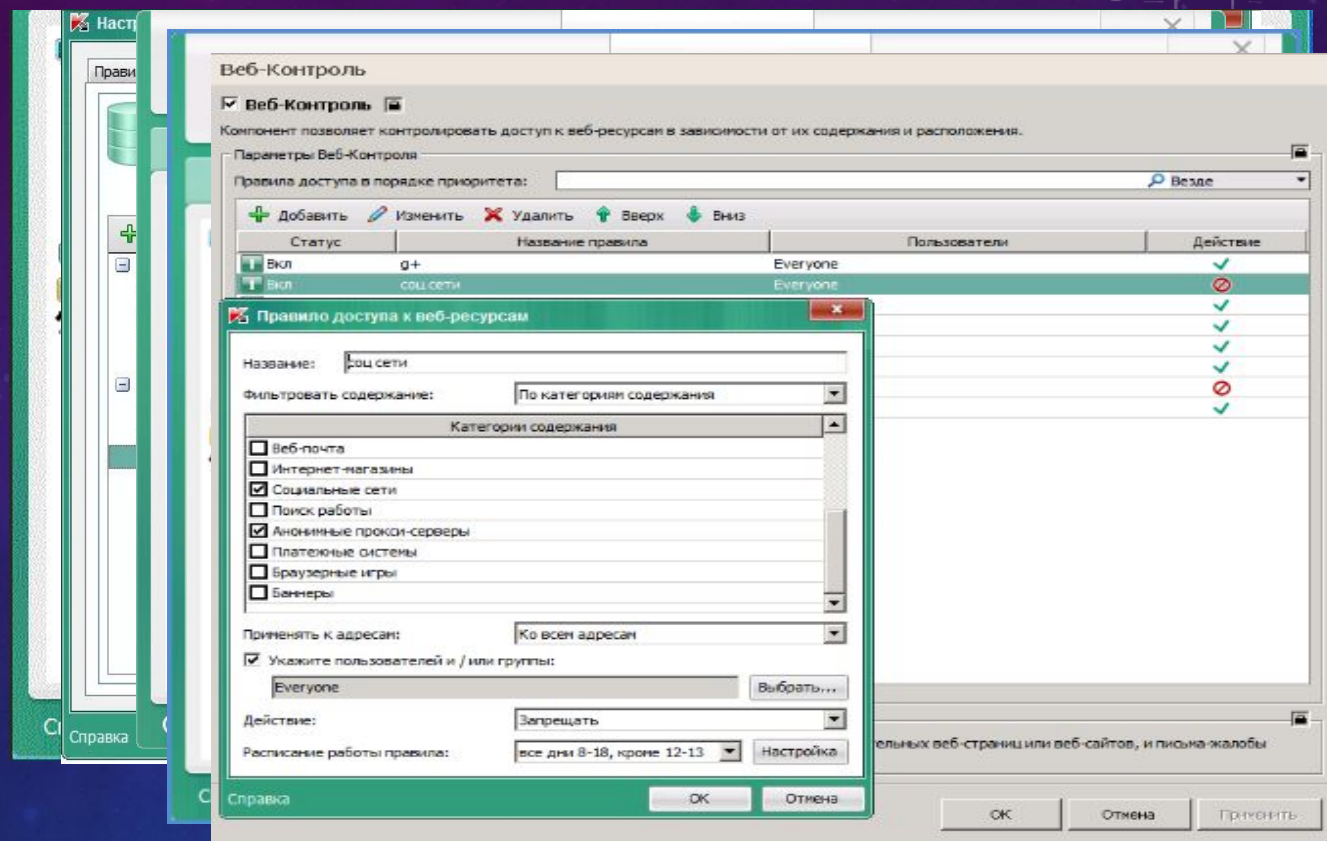 Наст
Прави
Веб-Контроль
Веб-Контроль
Компонент позволяет контролировать доступ к веб-ресурсам в зависимости от их содержания и расположения.
Параметры Веб-Контроля
Правила доступа в порядке приоритета: Везде
Добавить Изменить Удалить Вверх Вниз
Статус Название правила Пользователи Действие
Вкл g+ Everyone
Вкл соц.сети Everyone
Правило доступа к веб-ресурсам
Название: соц.сети
Фильтровать содержание: По категориям содержания
Категории содержания
Веб-почта
Интернет-магазины
Социальные сети
Поиск работы
Анонимные прокси-серверы
Платежные системы
Браузерные игры
Баннеры
Применять к адресам: Ко всем адресам
Укажите пользователей и / или группы:
Everyone Выбрать...
Действие: Запрещать
Расписание работы правила: все дни 8-18, кроме 12-13 Настройка
Справка ОК Отмена
тельных веб-страниц или веб-сайтов, и письма-жалобы
ОК Отмена Применить
Справка